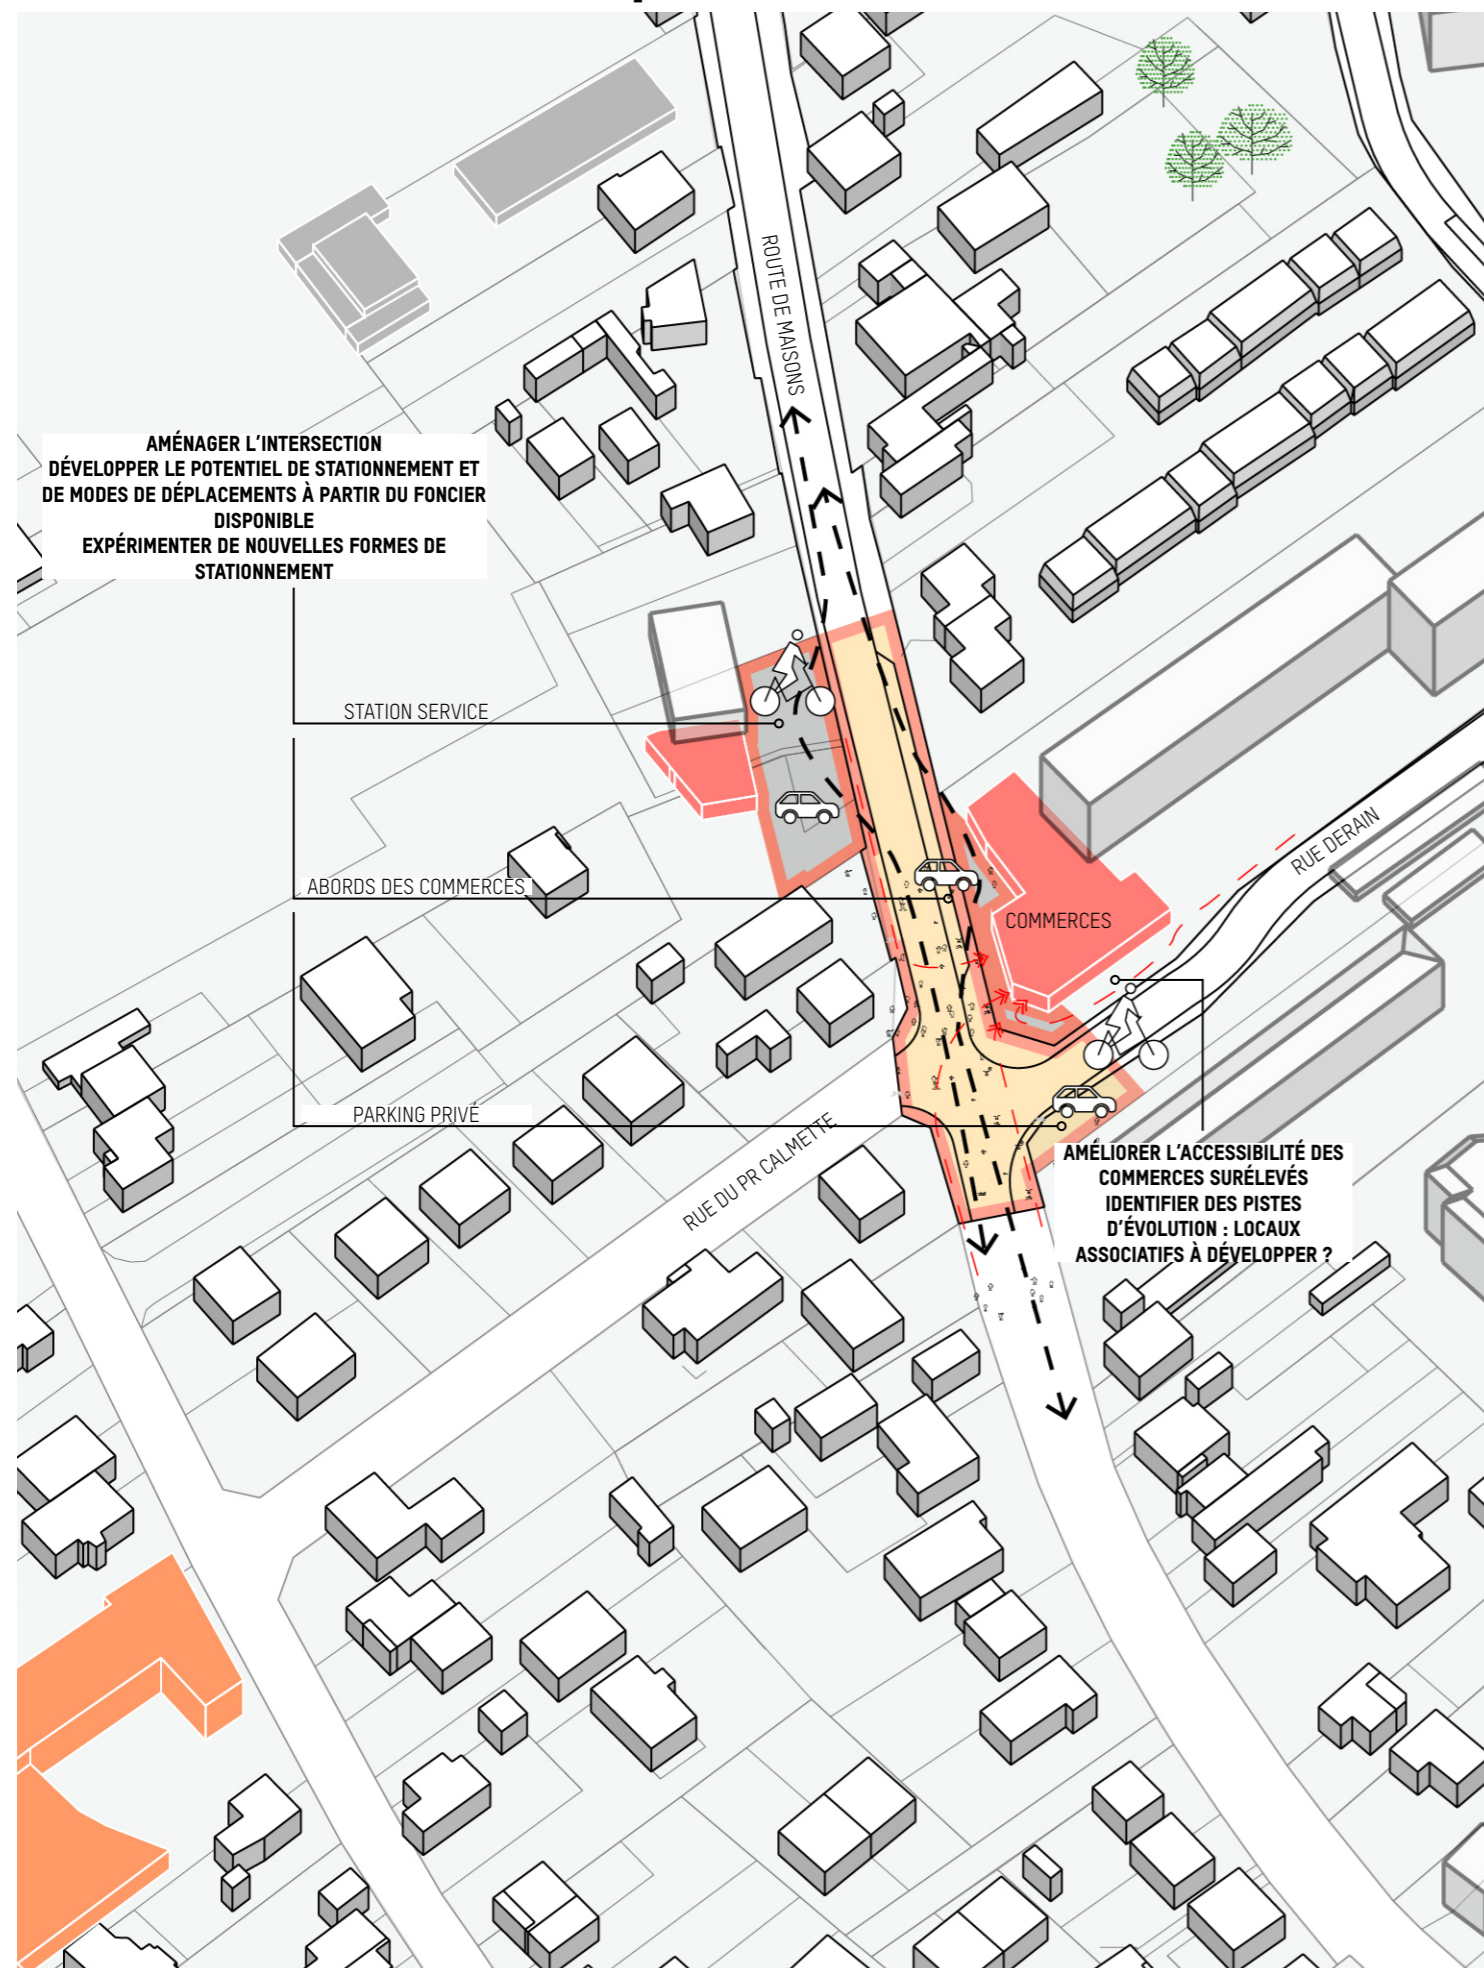 ROUTE DE MAISONS
AMÉNAGER L'INTERSECTION
DÉVELOPPER LE POTENTIEL DE STATIONNEMENT ET
DE MODES DE DÉPLACEMENTS À PARTIR DU FONCIER
DISPONIBLE
EXPÉRIMENTER DE NOUVELLES FORMES DE
STATIONNEMENT
STATION SERVICE
RUE DERAIN
ABORDS DES COMMERCES
COMMERCES
PARKING PRIVÉ
RUE DU PR CALMETTE
AMÉLIORER L'ACCESSIBILITÉ DES
COMMERCES SURÉLEVÉS
IDENTIFIER DES PISTES
D'ÉVOLUTION : LOCAUX
ASSOCIATIFS À DÉVELOPPER ?